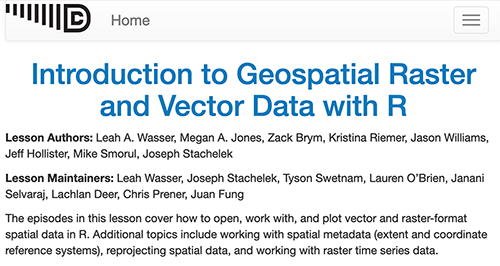 Home
Introduction to Geospatial Raster
and Vector Data with R
Lesson Authors: Leah A. Wasser, Megan A. Jones, Zack Brym, Kristina Riemer, Jason Williams,
Jeff Hollister, Mike Smorul, Joseph Stachelek
Lesson Maintainers: Leah Wasser, Joseph Stachelek, Tyson Swetnam, Lauren O'Brien, Janani
Selvaraj, Lachlan Deer, Chris Prener, Juan Fung
The episodes in this lesson cover how to open, work with, and plot vector and raster-format
spatial data in R. Additional topics include working with spatial metadata (extent and coordinate
reference systems), reprojecting spatial data, and working with raster time series data.